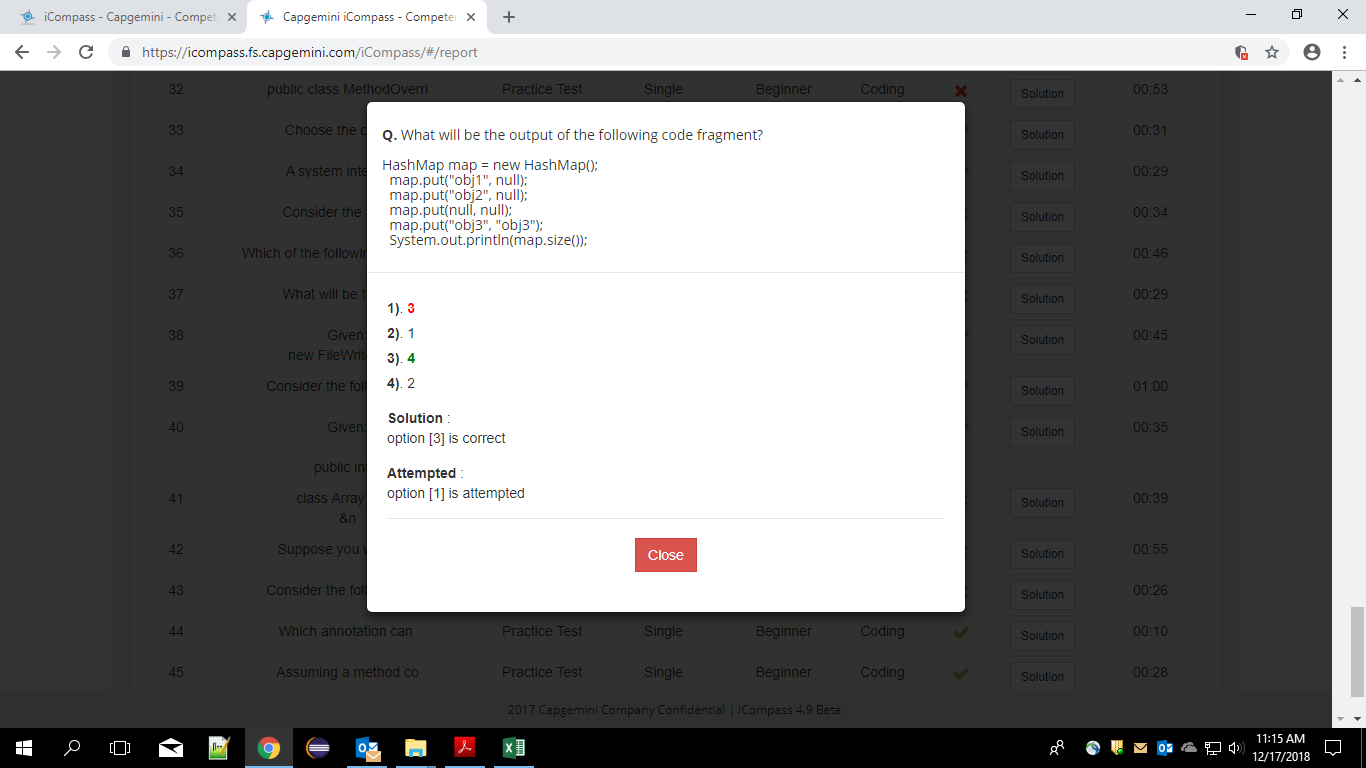 iCompass - Capgemini - Compet
Capgemini iCompass - Competen
https://icompass.fs.capgemini.com/iCompass/#/report
32 public class MethodOverri Practice Test Single Beginner Coding Solution 00:53
33 Choose the c Solution 00:31
34 A system inte Solution 00:29
35 Consider the Solution 00:34
36 Which of the followin Solution 00:46
37 What will be t Solution 00:29
38 Given: Solution 00:45
new FileWrit
39 Consider the foll Solution 01:00
40 Given: Solution 00:35
public int
41 class Array Solution 00:39
&n
42 Suppose you Solution 00:55
43 Consider the foll Solution 00:26
44 Which annotation can Practice Test Single Beginner Coding Solution 00:10
45 Assuming a method co Practice Test Single Beginner Coding Solution 00:28
Q. What will be the output of the following code fragment?
HashMap map = new HashMap();
map.put("obj1", null);
map.put("obj2", null);
map.put(null, null);
map.put("obj3", "obj3");
System.out.println(map.size());
1). 3
2). 1
3). 4
4). 2
Solution :
option [3] is correct
Attempted :
option [1] is attempted
Close
2017 Capgemini Company Confidential | iCompass 4.9 Beta
11:15 AM
12/17/2018